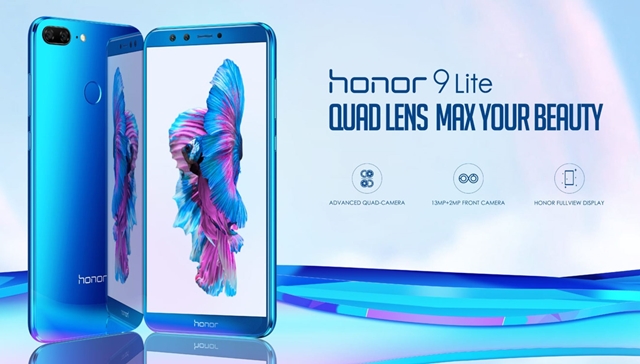 honor 9 Lite
QUAD LENS MAX YOUR BEAUTY
ADVANCED QUAD-CAMERA
13MP+2MP FRONT CAMERA
HONOR FULLVIEW DISPLAY
honor
honor